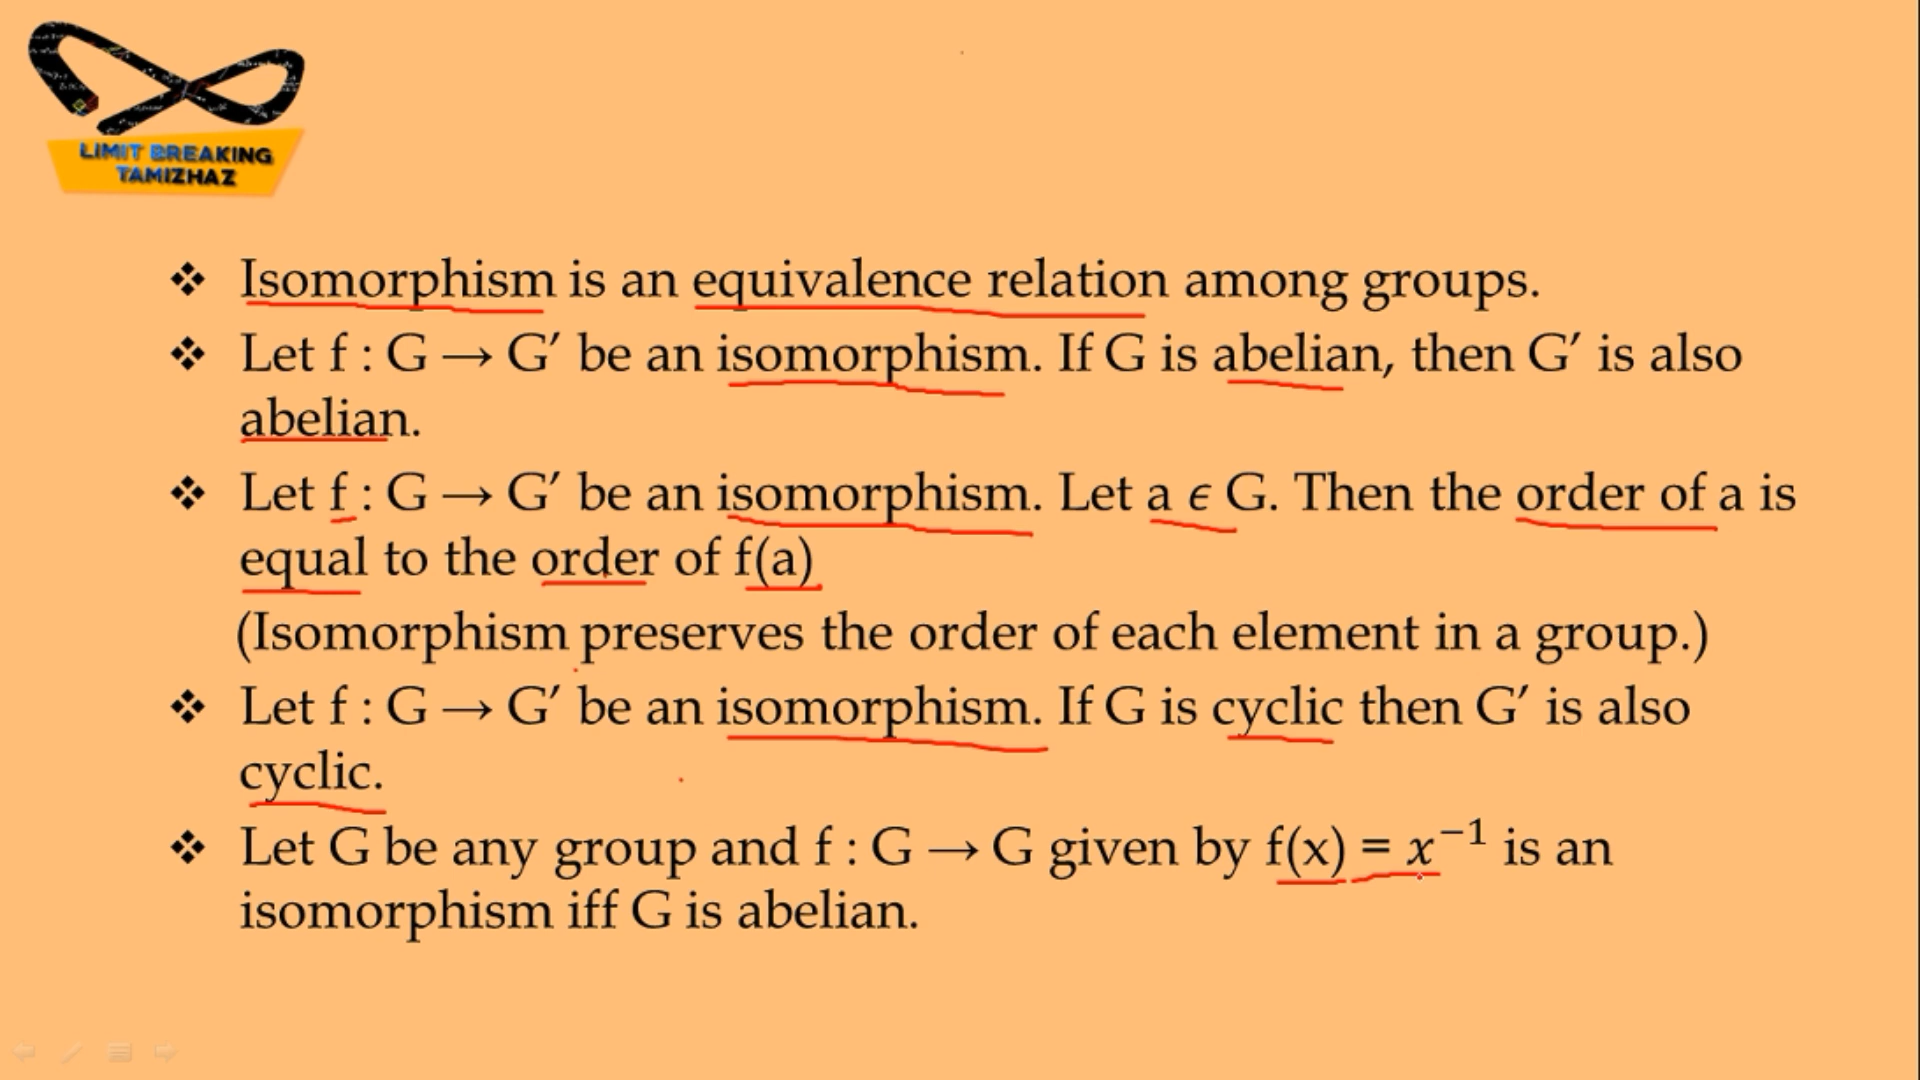 LIMIT BREAKING
TAMIZHAZ
❖ Isomorphism is an equivalence relation among groups.
❖ Let f : G → G′ be an isomorphism. If G is abelian, then G′ is also
abelian.
❖ Let f : G → G′ be an isomorphism. Let a ϵ G. Then the order of a is
equal to the order of f(a)
(Isomorphism preserves the order of each element in a group.)
❖ Let f : G → G′ be an isomorphism. If G is cyclic then G′ is also
cyclic.
❖ Let G be any group and f : G → G given by f(x) = x⁻¹ is an
isomorphism iff G is abelian.